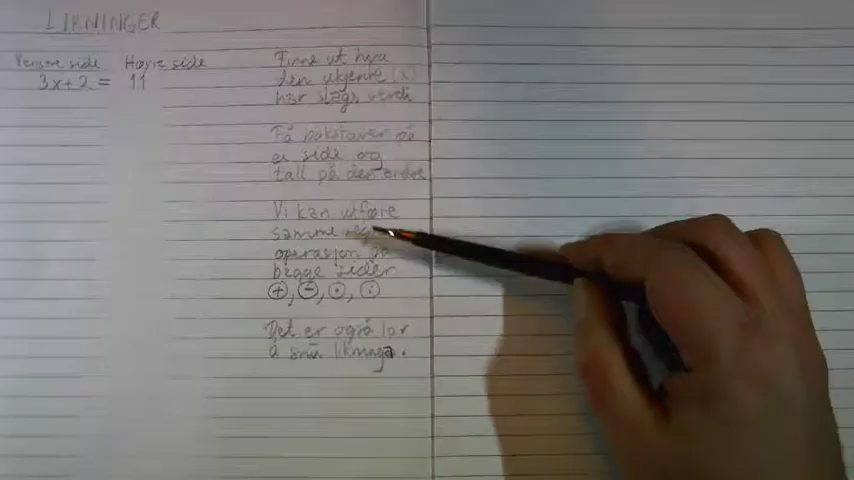 LIKNINGER
Venstre side Høyre side
3x+2 = 11
Finne ut hva
den ukjente (x)
har slags verdi
Få bokstaver på
ei side og
tall på den andre
Vi kan utføre
samme
operasjon på
begge sider
+, -, ·, :
Det er også lov
å snu likninga.